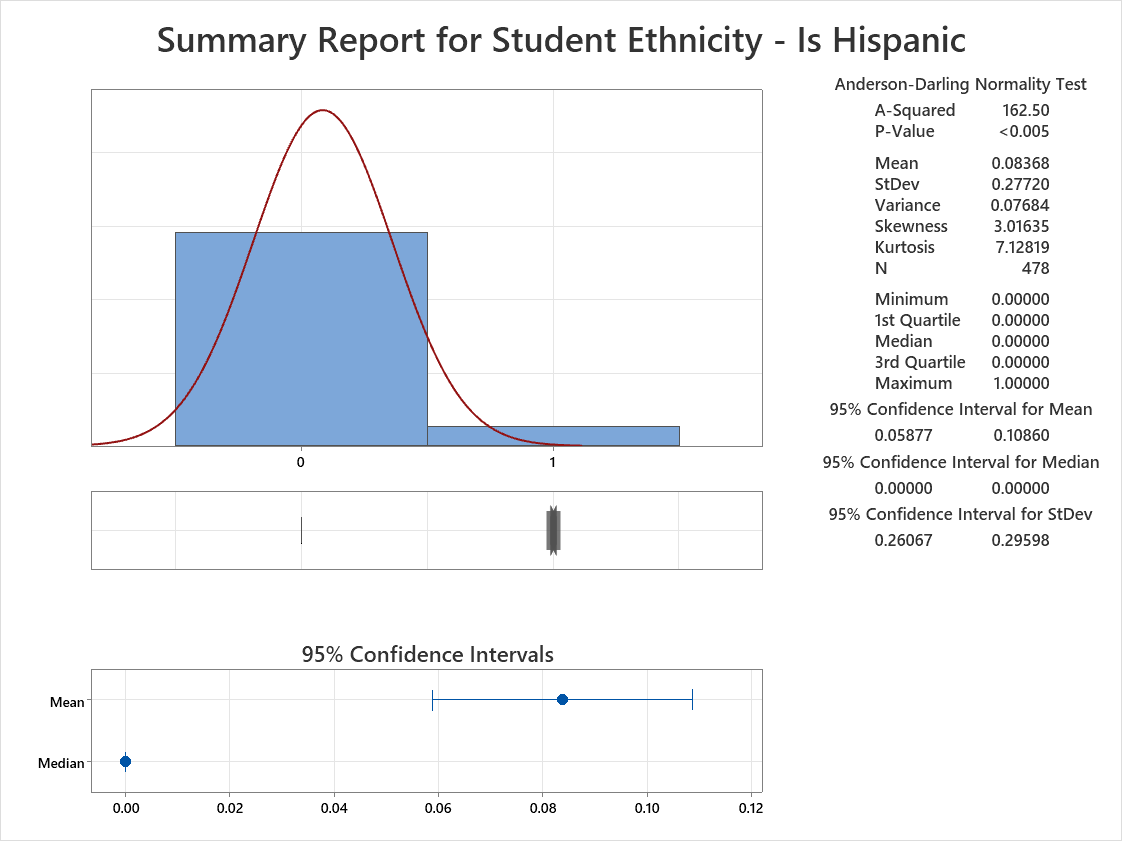 Summary Report for Student Ethnicity - Is Hispanic
Anderson-Darling Normality Test
A-Squared 162.50
P-Value <0.005
Mean 0.08368
StDev 0.27720
Variance 0.07684
Skewness 3.01635
Kurtosis 7.12819
N 478
Minimum 0.00000
1st Quartile 0.00000
Median 0.00000
3rd Quartile 0.00000
Maximum 1.00000
95% Confidence Interval for Mean
0.05877 0.10860
95% Confidence Interval for Median
0.00000 0.00000
95% Confidence Interval for StDev
0.26067 0.29598
0 1
95% Confidence Intervals
Mean
Median
0.00 0.02 0.04 0.06 0.08 0.10 0.12